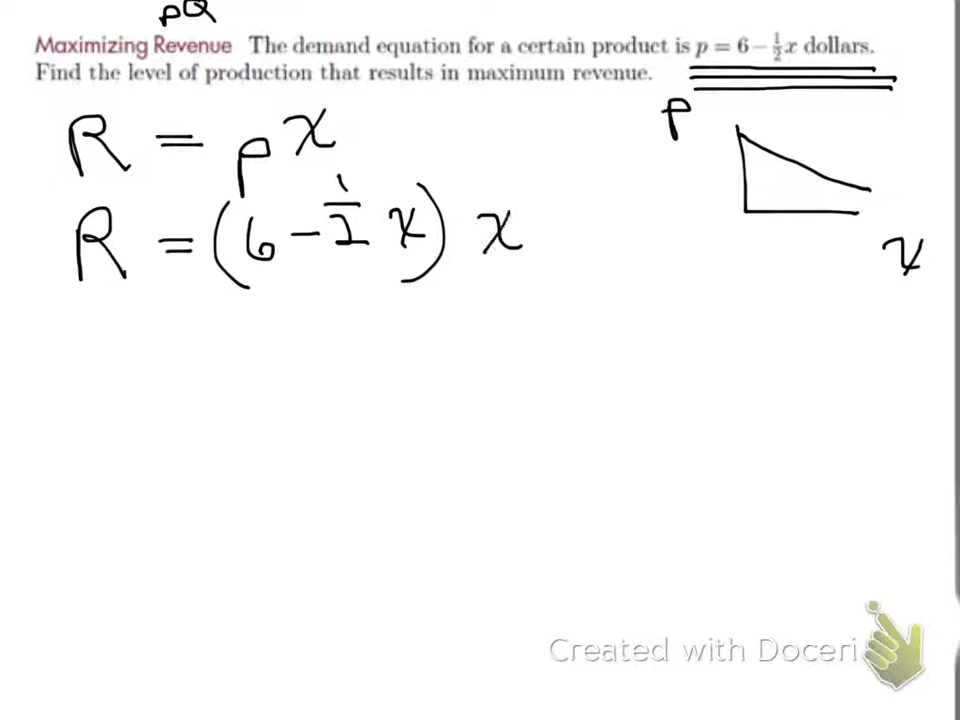 pQ
Maximizing Revenue The demand equation for a certain product is p = 6 − ½x dollars.
Find the level of production that results in maximum revenue.
R = px
p
R = (6 − 1/2 x) x
x
Created with Doceri